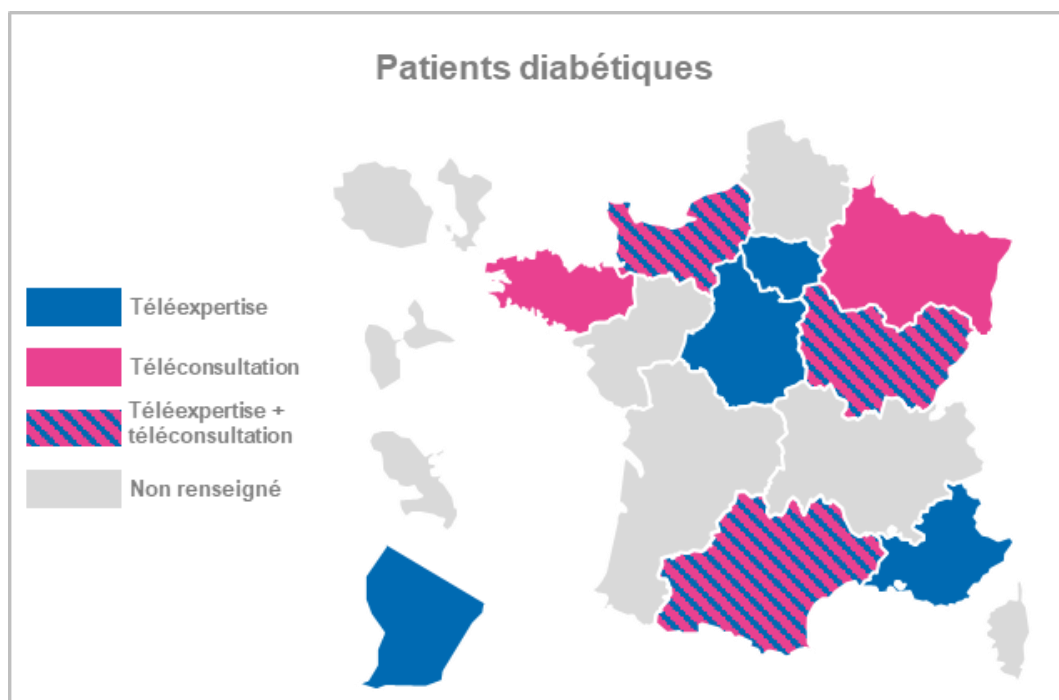 Patients diabétiques
Téléexpertise
Téléconsultation
Téléexpertise +
téléconsultation
Non renseigné